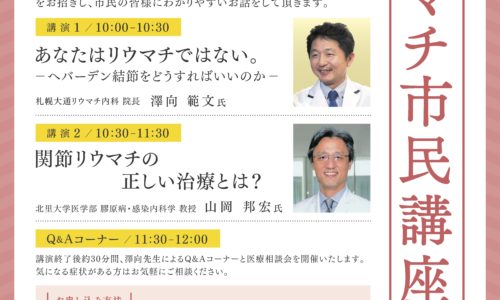 をお招きし、市民の皆様にわかりやすいお話をして頂きます。
講演1／10:00-10:30
あなたはリウマチではない。
－ヘバーデン結節をどうすればいいのか－
札幌大通リウマチ内科 院長 澤向 範文氏
講演2／10:30-11:30
関節リウマチの
正しい治療とは？
北里大学医学部 膠原病・感染内科学 教授 山岡 邦宏氏
Q&Aコーナー／11:30-12:00
講演終了後約30分間、澤向先生によるQ&Aコーナーと医療相談会を開催いたします。
気になる症状がある方はお気軽にご相談ください。
マチ市民講座